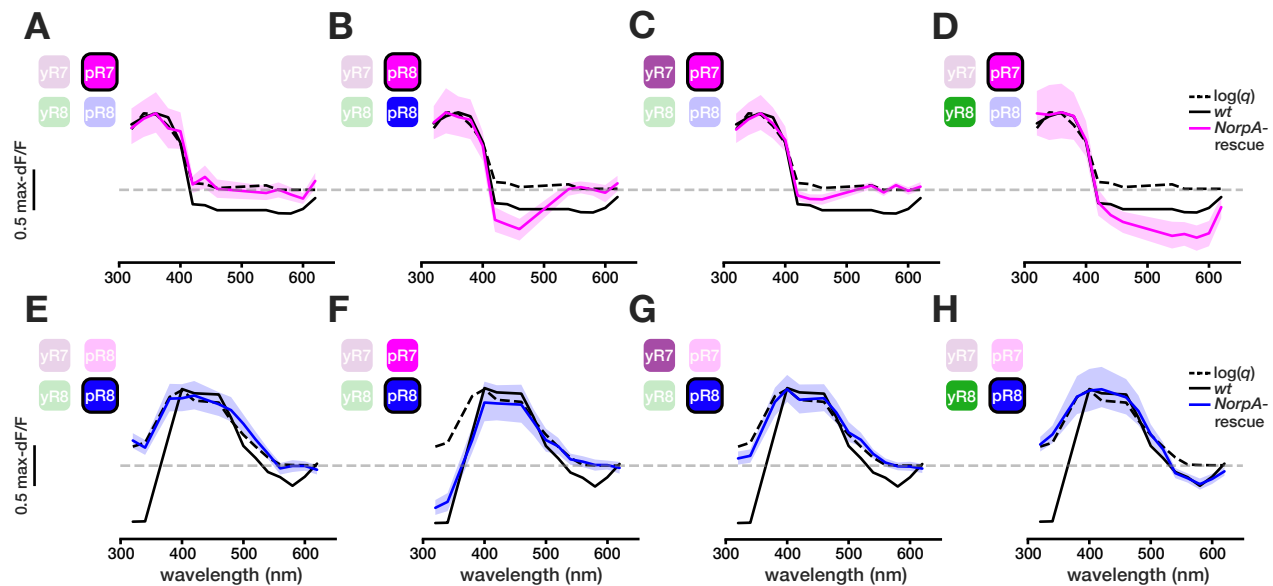 A
B
C
D
yR7 pR7
yR7 pR8
yR7 pR7
yR7 pR7
yR8 pR8
yR8 pR8
yR8 pR8
yR8 pR8
log(q)
wt
NorpA-
rescue
0.5 max-dF/F
300 400 500 600
300 400 500 600
300 400 500 600
300 400 500 600
E
F
G
H
yR7 pR8
yR7 pR7
yR7 pR7
yR7 pR7
yR8 pR8
yR8 pR8
yR8 pR8
yR8 pR8
log(q)
wt
NorpA-
rescue
0.5 max-dF/F
300 400 500 600
300 400 500 600
300 400 500 600
300 400 500 600
wavelength (nm)
wavelength (nm)
wavelength (nm)
wavelength (nm)